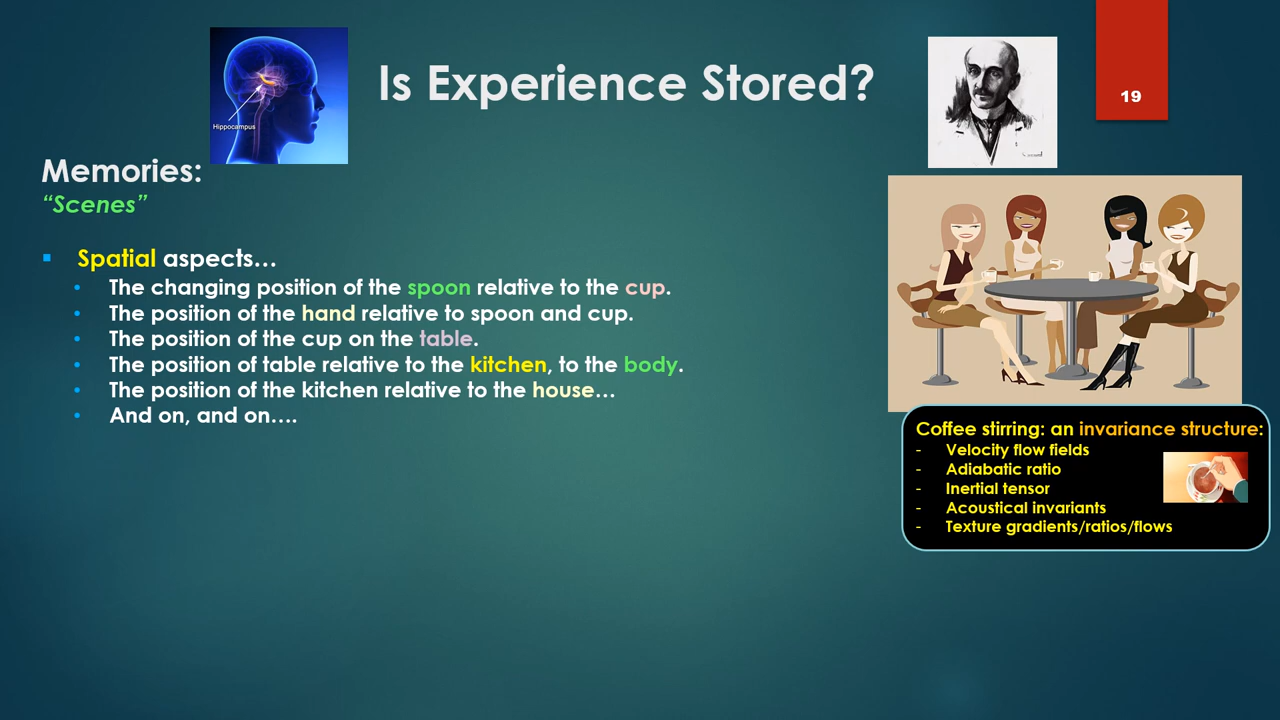 Is Experience Stored?
19
Hippocampus
Memories:
“Scenes”
▪ Spatial aspects…
• The changing position of the spoon relative to the cup.
• The position of the hand relative to spoon and cup.
• The position of the cup on the table.
• The position of table relative to the kitchen, to the body.
• The position of the kitchen relative to the house…
• And on, and on….
Coffee stirring: an invariance structure:
- Velocity flow fields
- Adiabatic ratio
- Inertial tensor
- Acoustical invariants
- Texture gradients/ratios/flows